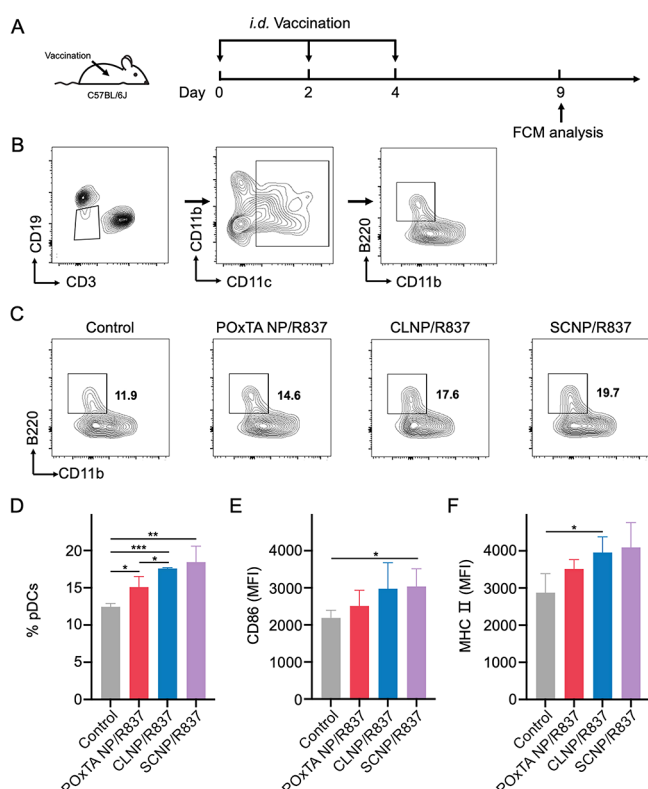 A
i.d. Vaccination
Vaccination
C57BL/6J
Day
0
2
4
9
FCM analysis
B
CD19
CD3
CD11b
CD11c
B220
CD11b
C
Control
POxTA NP/R837
CLNP/R837
SCNP/R837
11.9
14.6
17.6
19.7
B220
CD11b
D
% pDCs
20
15
10
5
0
**
***
*
*
Control
POxTA NP/R837
CLNP/R837
SCNP/R837
E
CD86 (MFI)
4000
3000
2000
1000
0
*
Control
POxTA NP/R837
CLNP/R837
SCNP/R837
F
MHC II (MFI)
4000
3000
2000
1000
0
*
Control
POxTA NP/R837
CLNP/R837
SCNP/R837